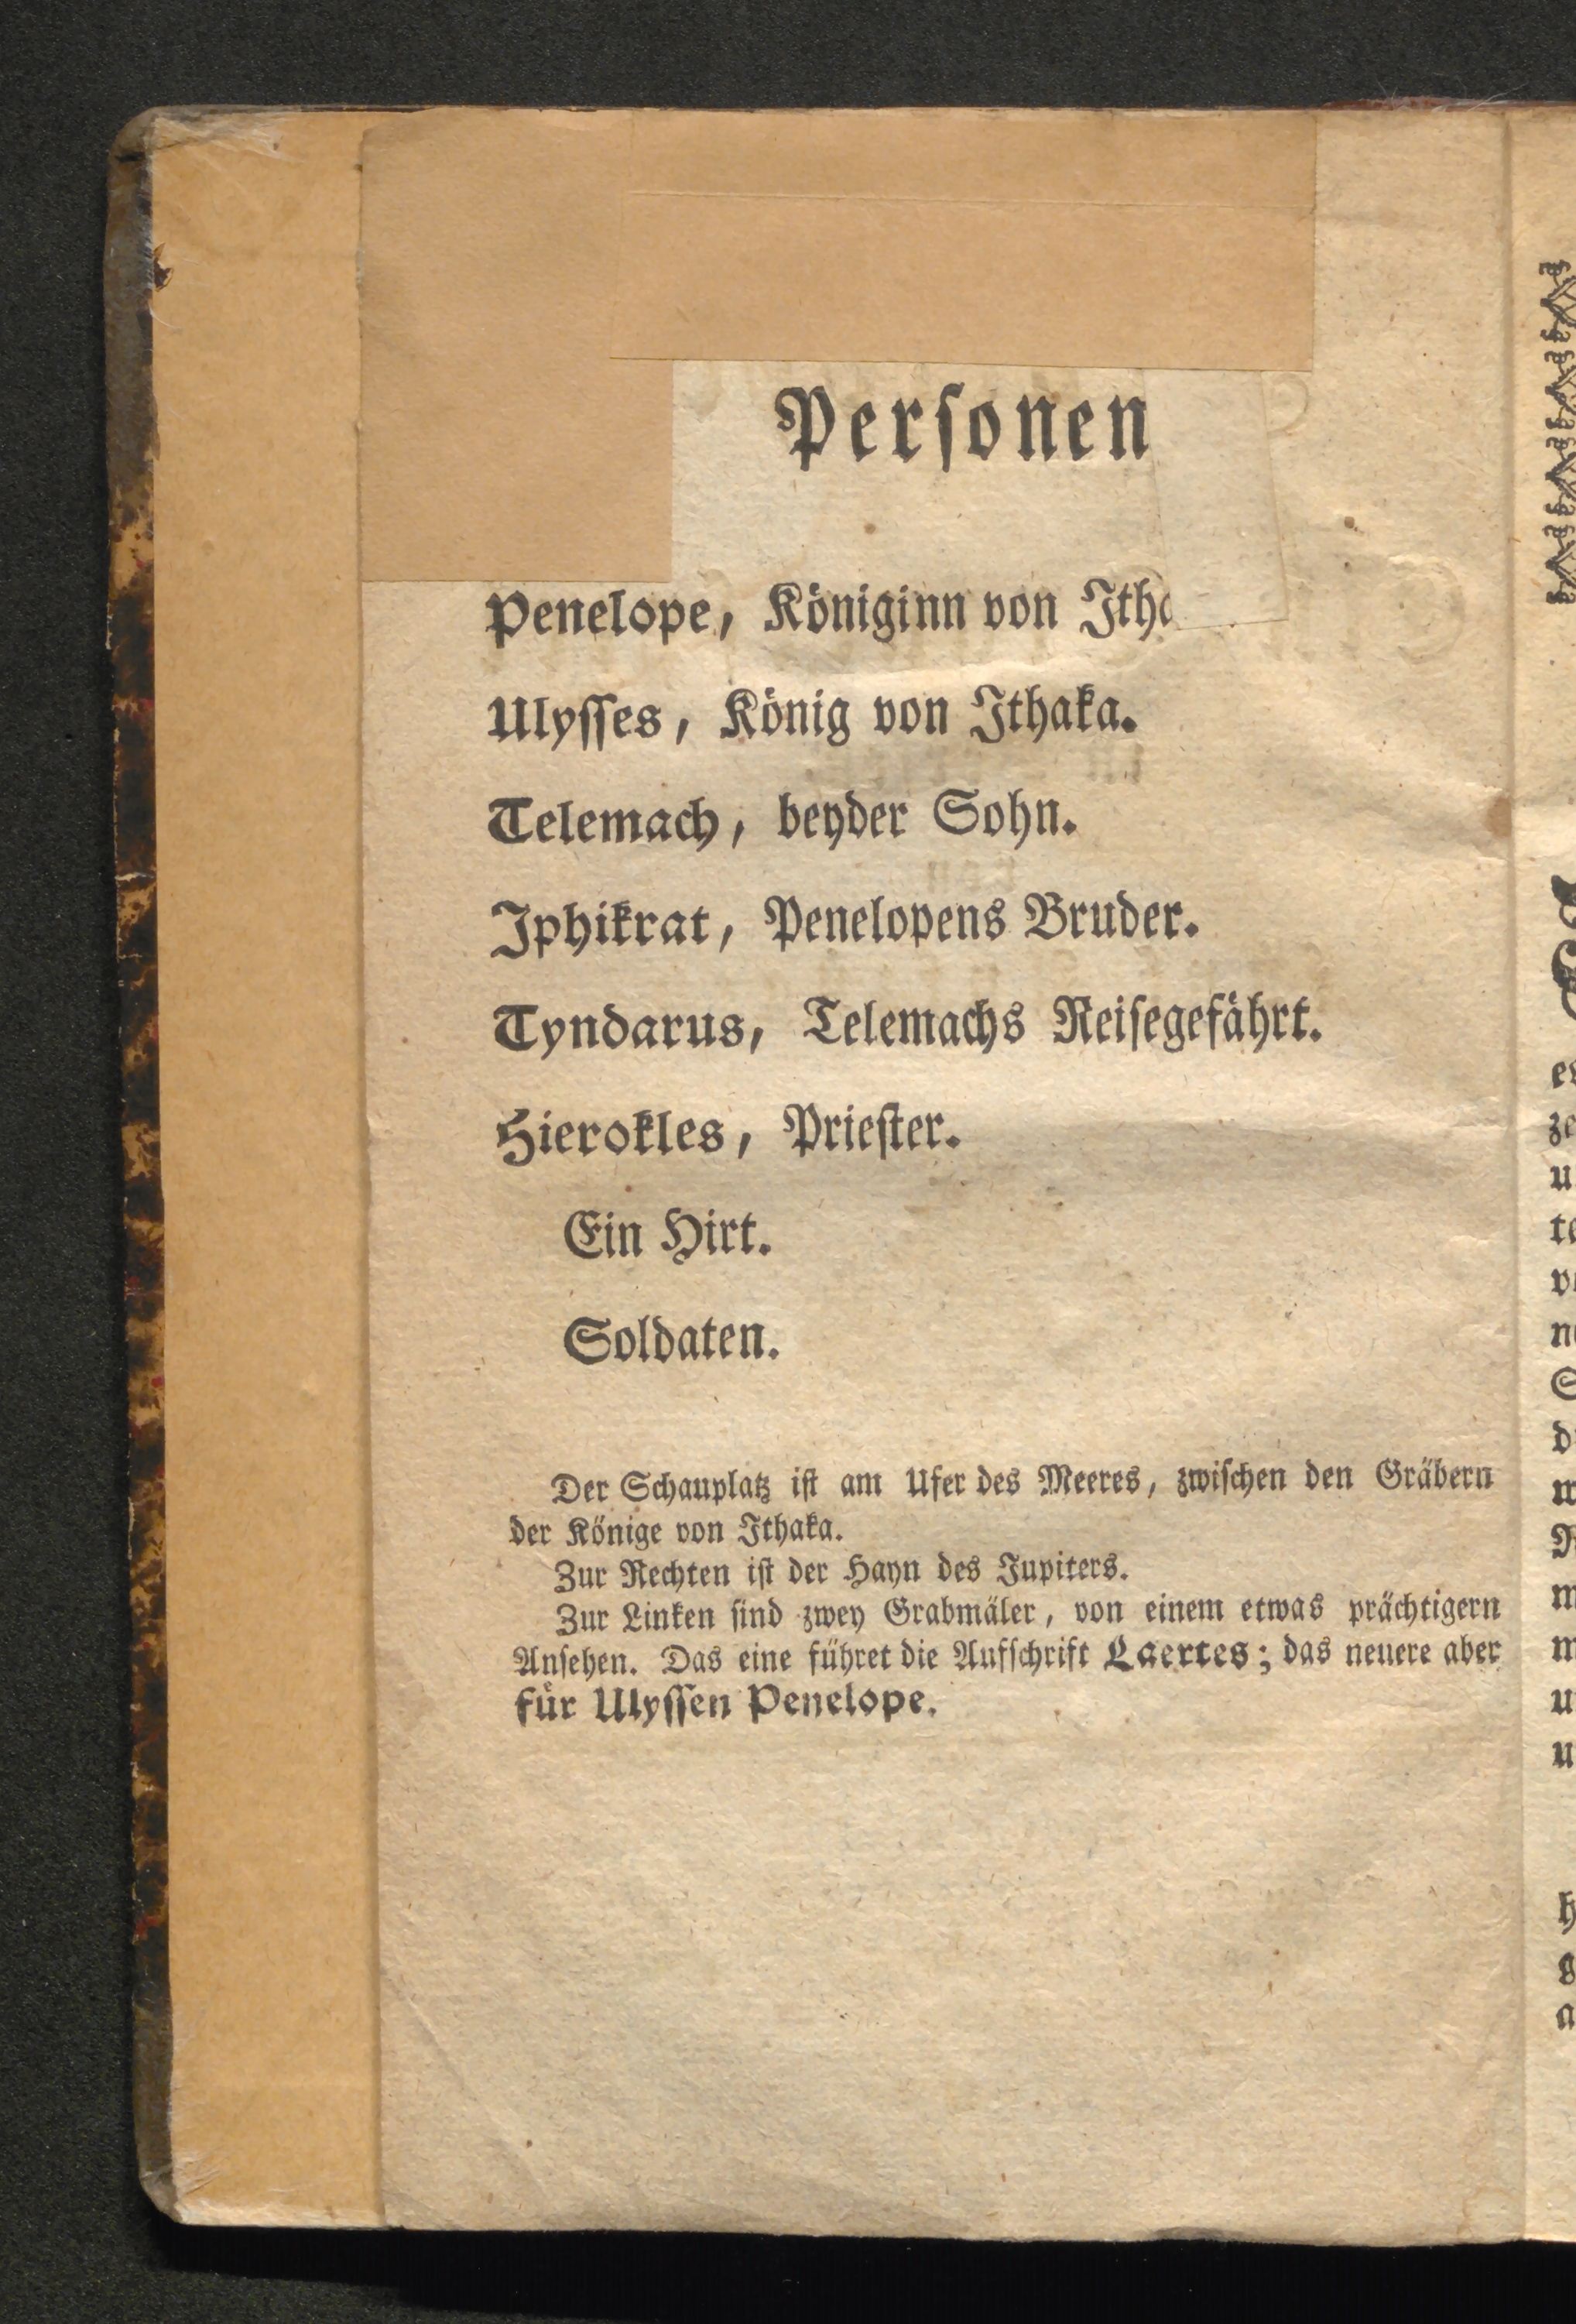 Perſonen
Penelope, Königinn von Itha
Ulyſſes, König von Ithaka.
Telemach, beyder Sohn.
Iphikrat, Penelopens Bruder.
Tyndarus, Telemachs Reiſegefährt.
Hierokles, Prieſter.
Ein Hirt.
Soldaten.
Der Schauplatz iſt am Ufer des Meeres, zwiſchen den Gräbern
der Könige von Ithaka.
Zur Rechten iſt der Hayn des Jupiters.
Zur Linken ſind zwey Grabmäler, von einem etwas prächtigern
Anſehen. Das eine führet die Aufſchrift Laertes; das neuere aber
für Ulyſſen Penelope.